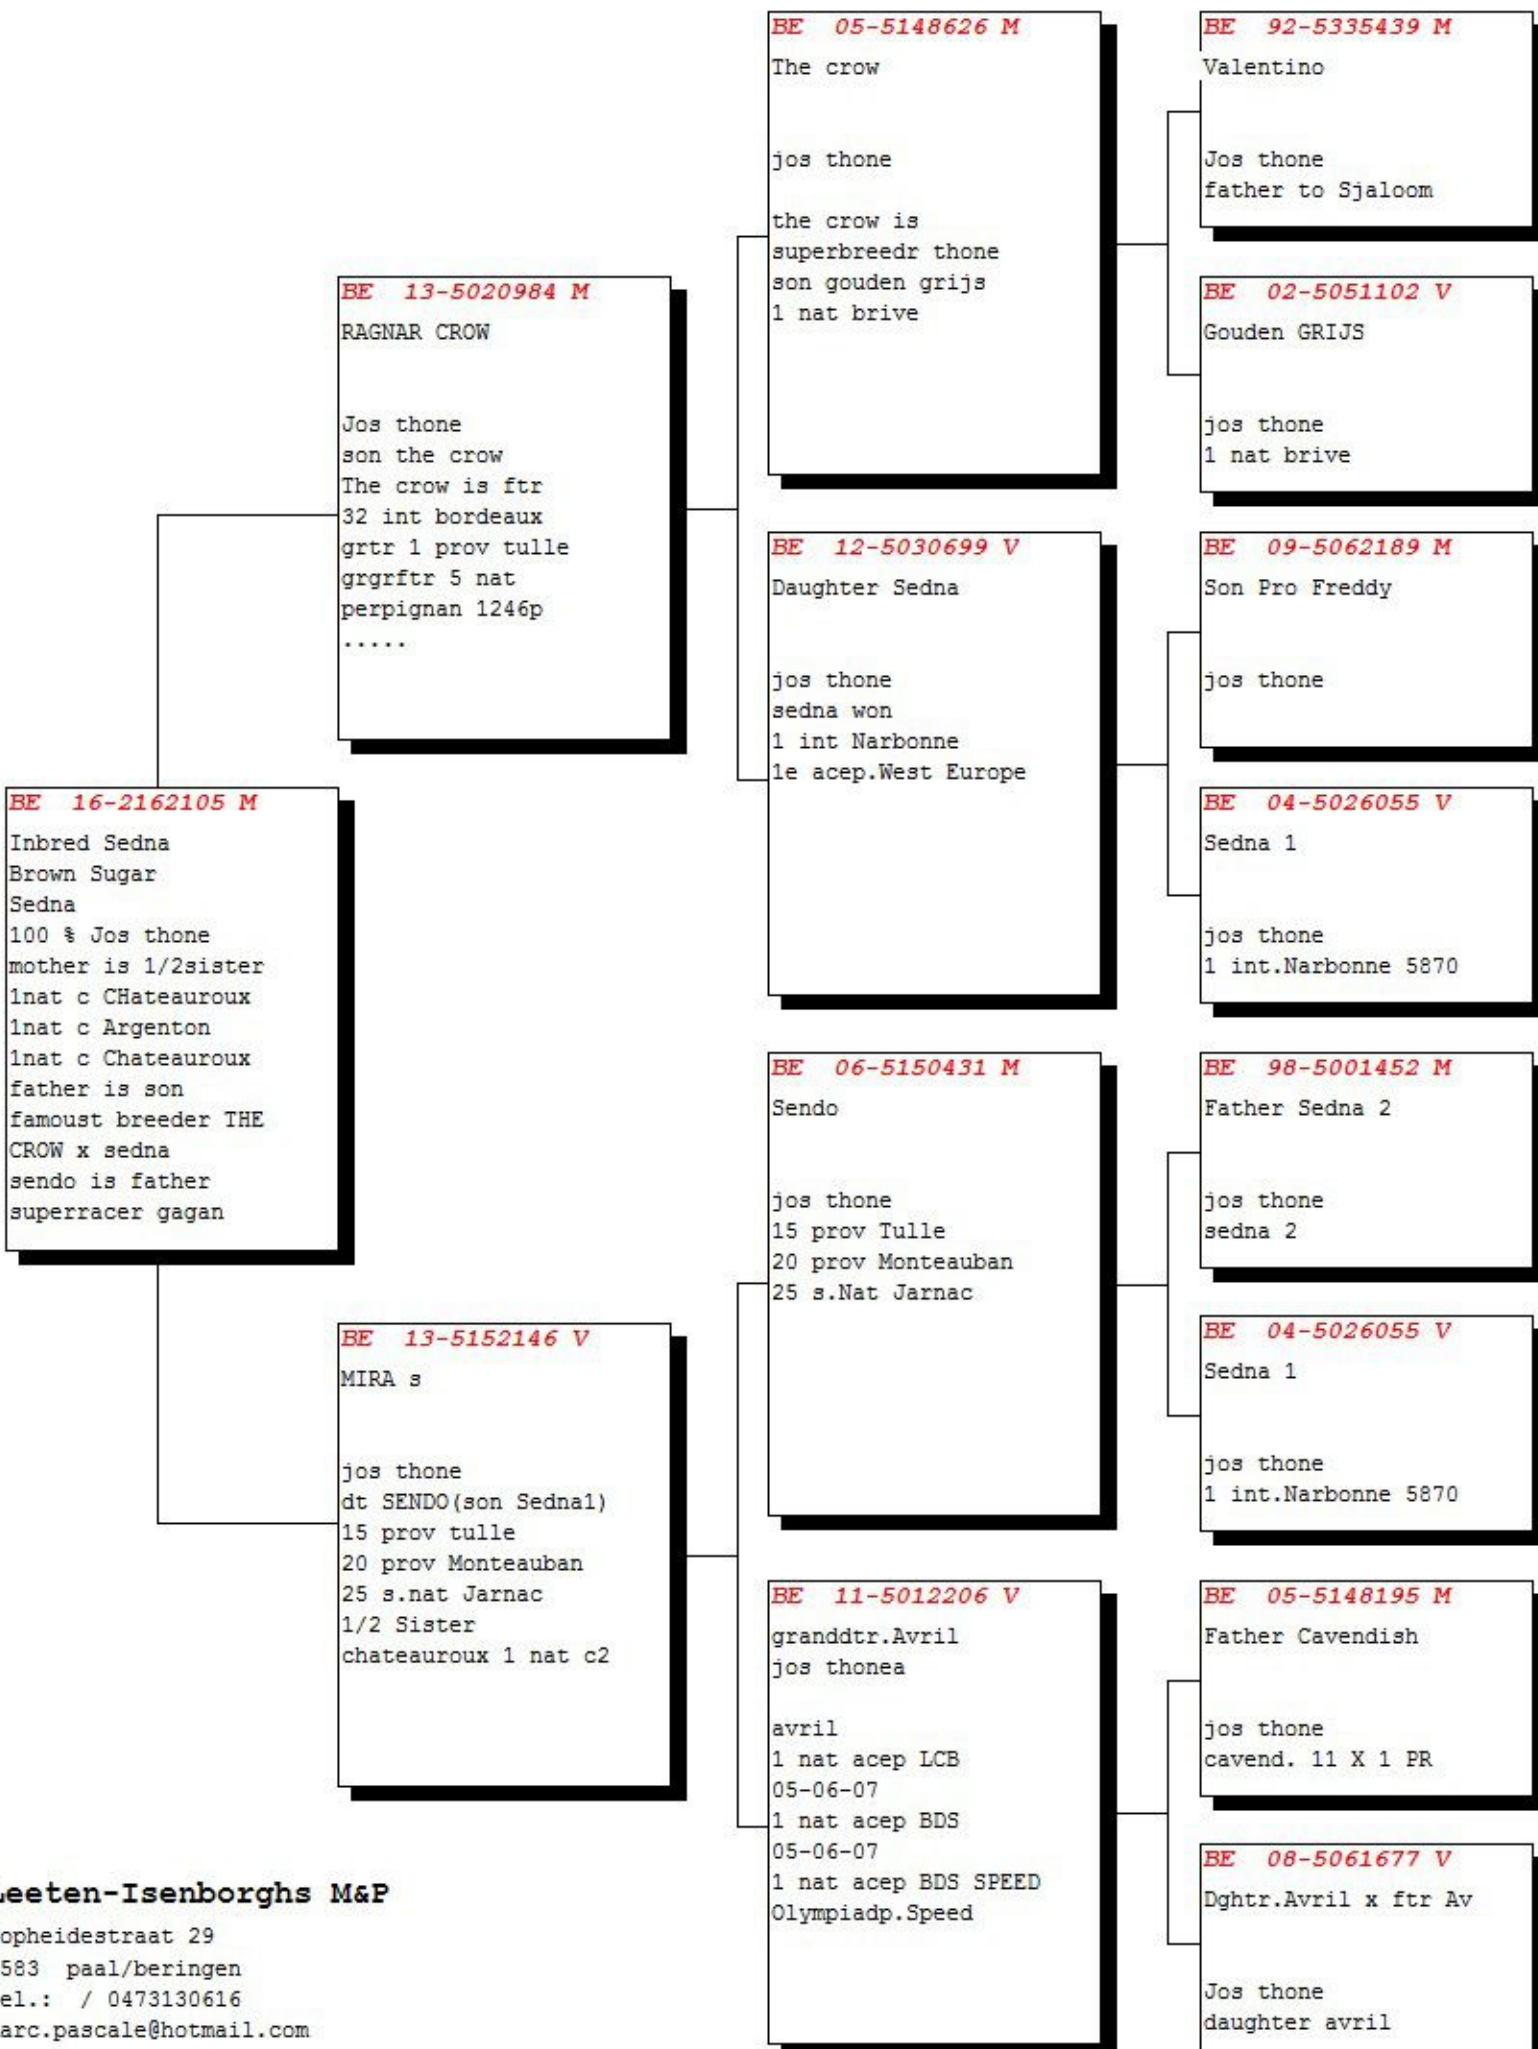 BE 16-2162105 M
Inbred Sedna
Brown Sugar
Sedna
100 % Jos thone
mother is 1/2sister
1nat c CHateauroux
1nat c Argenton
1nat c Chateauroux
father is son
famoust breeder THE
CROW x sedna
sendo is father
superracer gagan
BE 13-5020984 M
RAGNAR CROW
Jos thone
son the crow
The crow is ftr
32 int bordeaux
grtr 1 prov tulle
grgrftr 5 nat
perpignan 1246p
.....
BE 13-5152146 V
MIRA s
jos thone
dt SENDO(son Sedna1)
15 prov tulle
20 prov Monteauban
25 s.nat Jarnac
1/2 Sister
chateauroux 1 nat c2
BE 05-5148626 M
The crow
jos thone
the crow is
superbreedr thone
son gouden grijs
1 nat brive
BE 12-5030699 V
Daughter Sedna
jos thone
sedna won
1 int Narbonne
1e acep.West Europe
BE 06-5150431 M
Sendo
jos thone
15 prov Tulle
20 prov Monteauban
25 s.Nat Jarnac
BE 11-5012206 V
granddtr.Avril
jos thonea
avril
1 nat acep LCB
05-06-07
1 nat acep BDS
05-06-07
1 nat acep BDS SPEED
Olympiadp.Speed
BE 92-5335439 M
Valentino
Jos thone
father to Sjaloom
BE 02-5051102 V
Gouden GRIJS
jos thone
1 nat brive
BE 09-5062189 M
Son Pro Freddy
jos thone
BE 04-5026055 V
Sedna 1
jos thone
1 int.Narbonne 5870
BE 98-5001452 M
Father Sedna 2
jos thone
sedna 2
BE 04-5026055 V
Sedna 1
jos thone
1 int.Narbonne 5870
BE 05-5148195 M
Father Cavendish
jos thone
cavend. 11 X 1 PR
BE 08-5061677 V
Dghtr.Avril x ftr Av
Jos thone
daughter avril
eeten-Isenborghs M&P
opheidestraat 29
583 paal/beringen
el.: / 0473130616
arc.pascale@hotmail.com